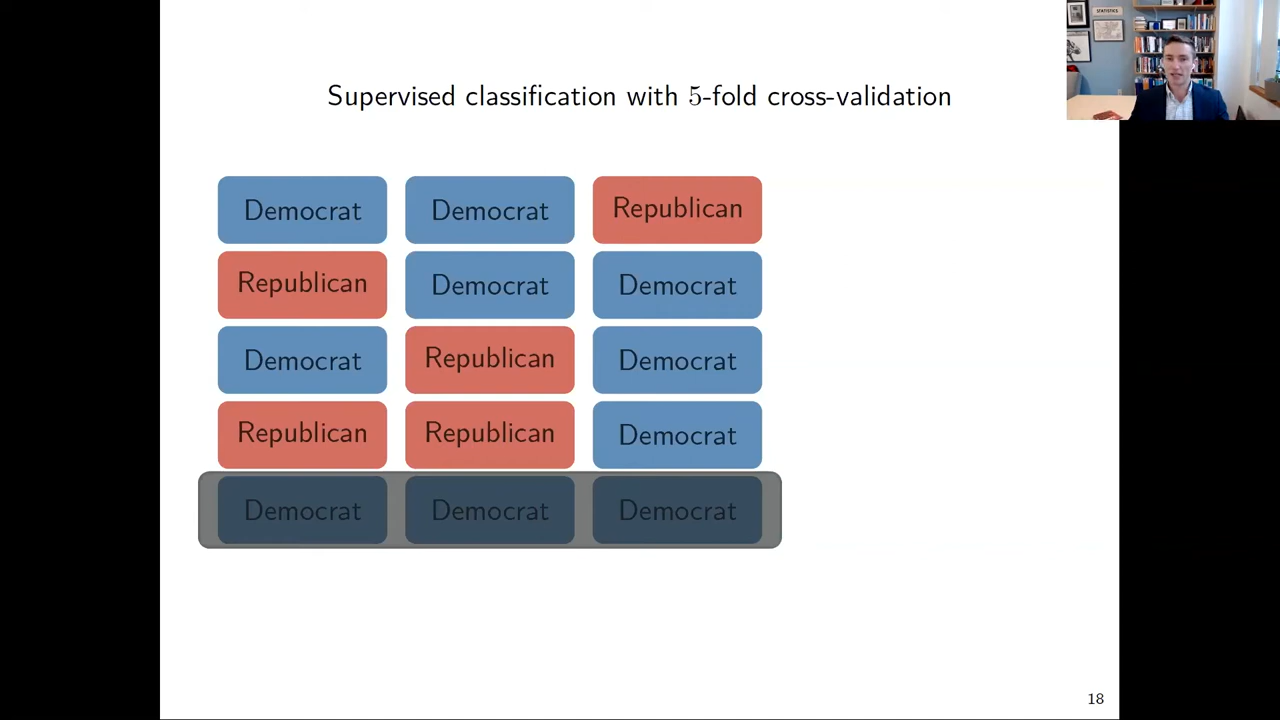 STATISTICS
Supervised classification with 5-fold cross-validation
Democrat Democrat Republican
Republican Democrat Democrat
Democrat Republican Democrat
Republican Republican Democrat
Democrat Democrat Democrat
18